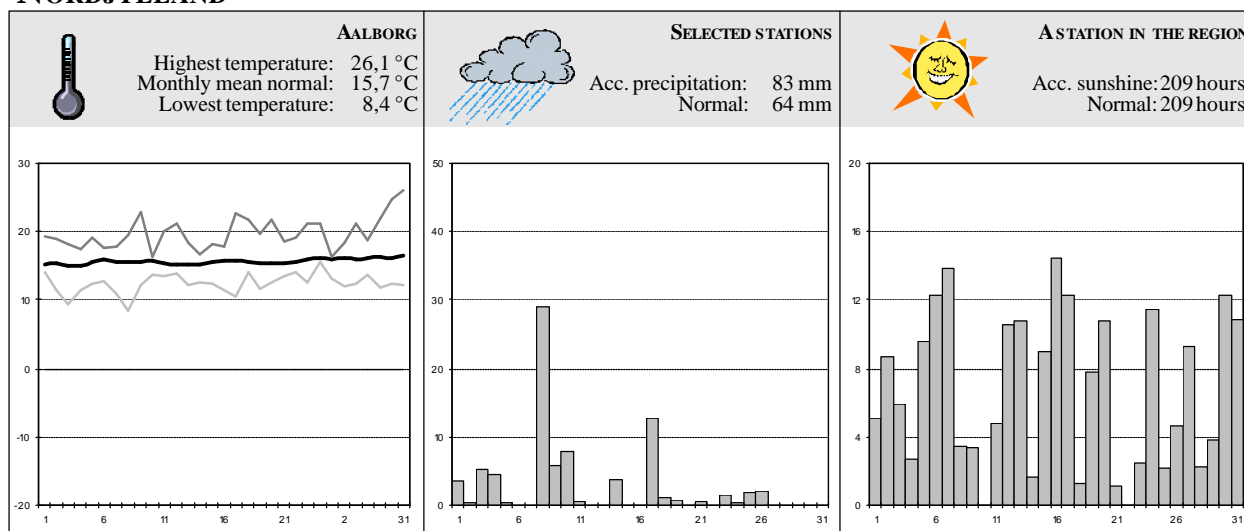 NORDJYLLAND
AALBORG
Highest temperature: 26,1 °C
Monthly mean normal: 15,7 °C
Lowest temperature: 8,4 °C
SELECTED STATIONS
Acc. precipitation: 83 mm
Normal: 64 mm
A STATION IN THE REGION
Acc. sunshine: 209 hours
Normal: 209 hours
30
20
10
0
-10
-20
1 6 11 16 21 2 31
50
40
30
20
10
0
1 6 11 16 21 26 31
20
16
12
8
4
0
1 6 11 16 21 26 31